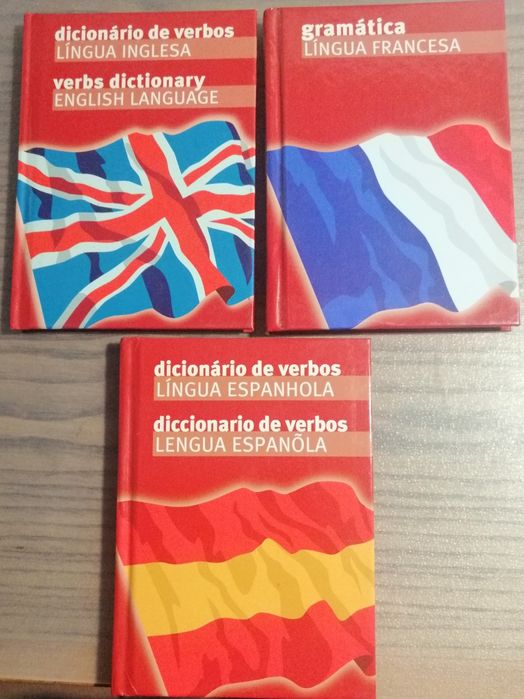 dicionário de verbos
LÍNGUA INGLESA
verbs dictionary
ENGLISH LANGUAGE
gramática
LÍNGUA FRANCESA
dicionário de verbos
LÍNGUA ESPANHOLA
diccionario de verbos
LENGUA ESPANÕLA